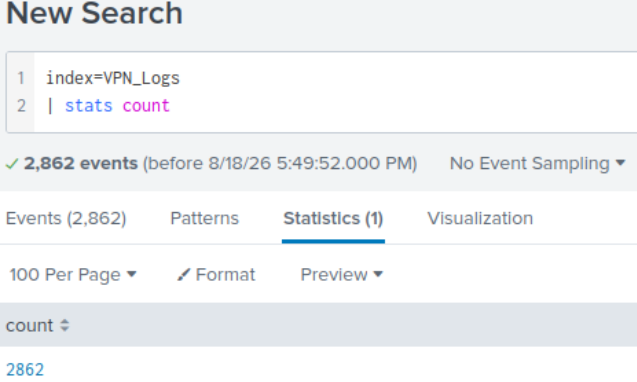 New Search
1 index=VPN_Logs
2 | stats count
✓ 2,862 events (before 8/18/26 5:49:52.000 PM) No Event Sampling ▾
Events (2,862) Patterns Statistics (1) Visualization
100 Per Page ▾ Format Preview ▾
count
2862